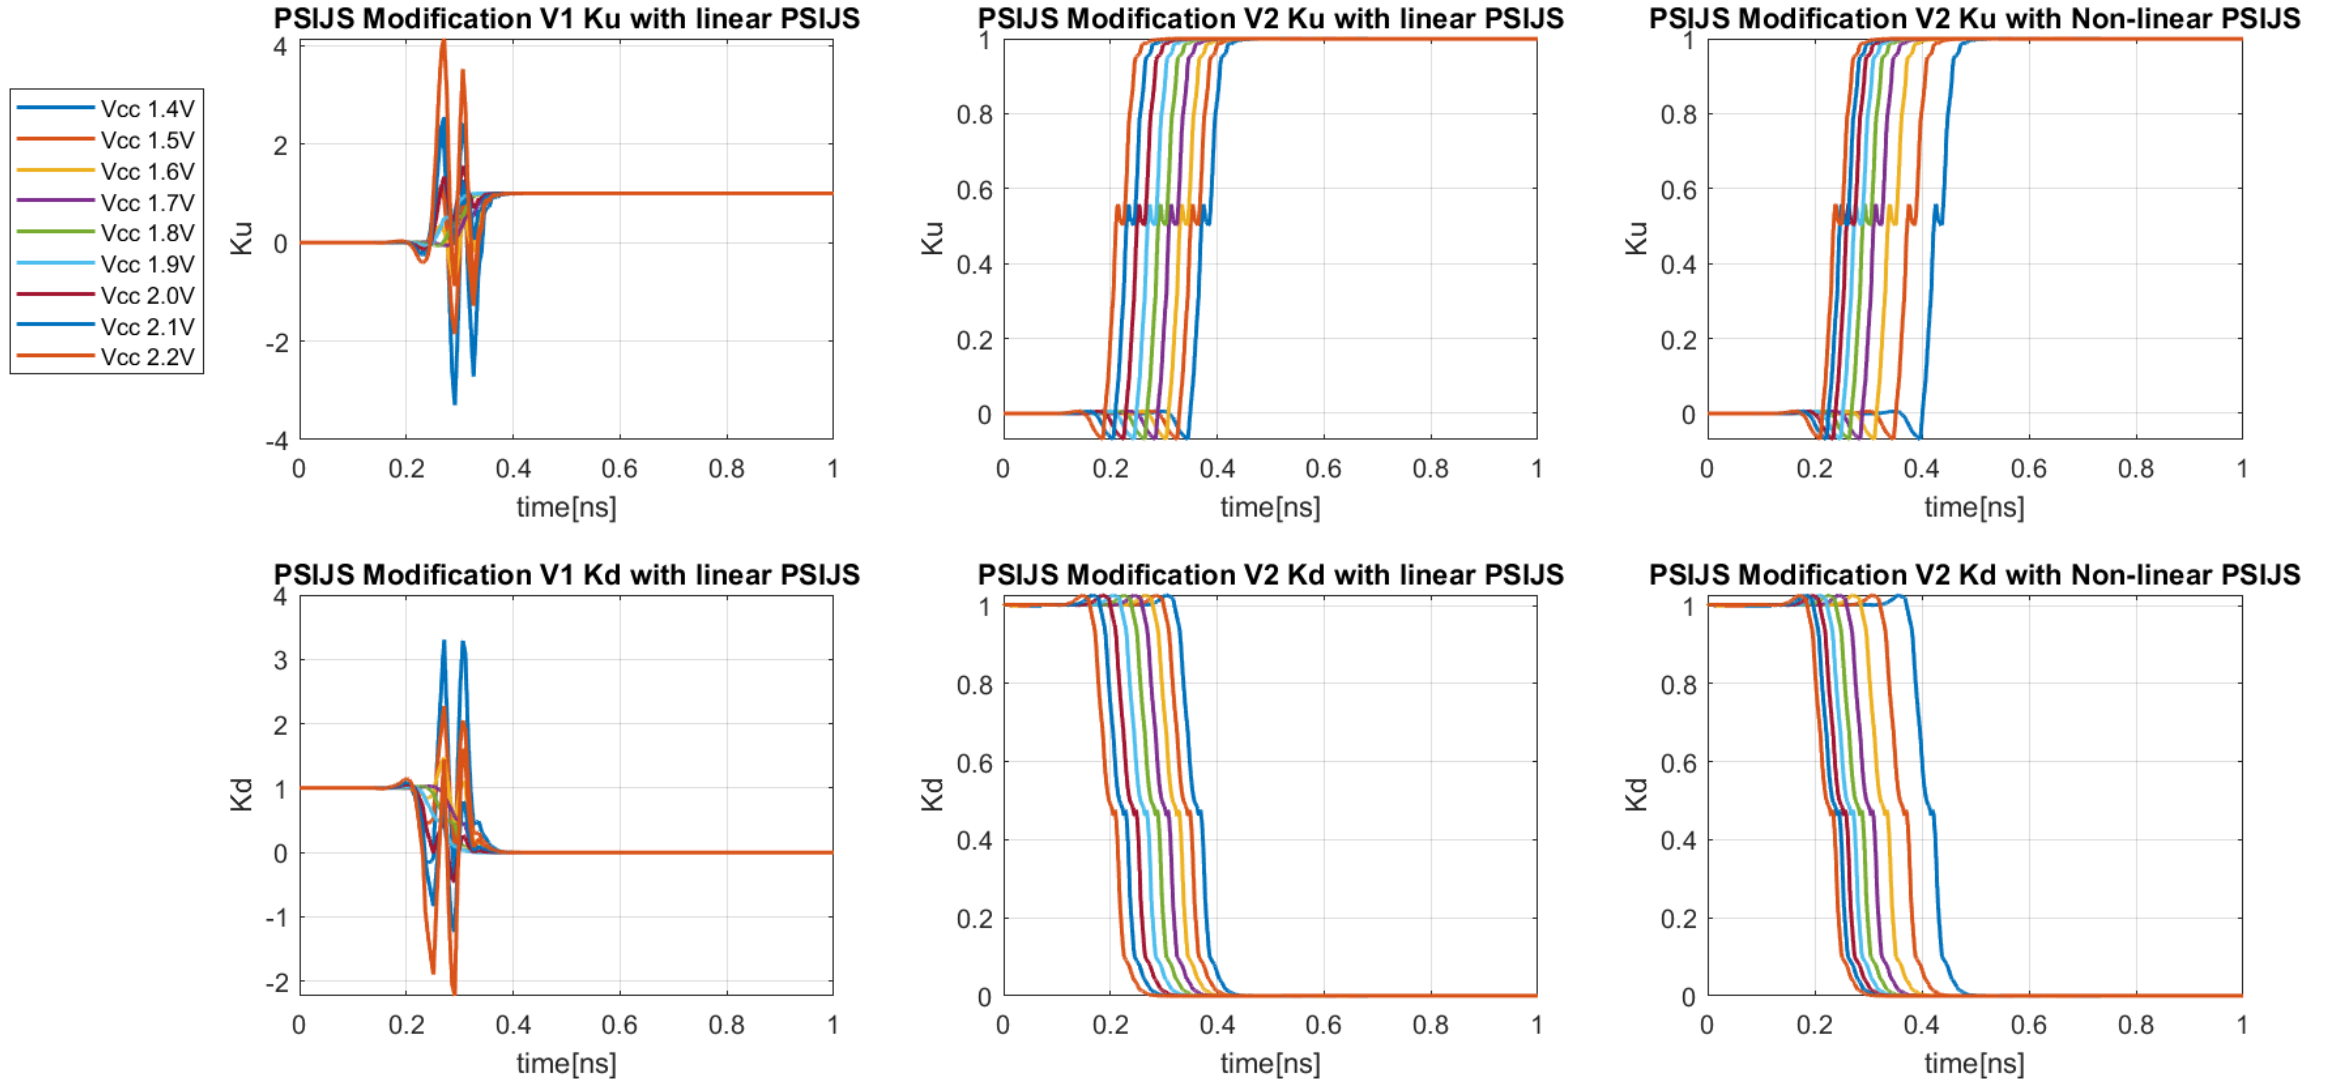 PSIJS Modification V1 Ku with linear PSIJS
PSIJS Modification V2 Ku with linear PSIJS
PSIJS Modification V2 Ku with Non-linear PSIJS
Vcc 1.4V
Vcc 1.5V
Vcc 1.6V
Vcc 1.7V
Vcc 1.8V
Vcc 1.9V
Vcc 2.0V
Vcc 2.1V
Vcc 2.2V
4
2
0
-2
-4
Ku
0 0.2 0.4 0.6 0.8 1
time[ns]
1
0.8
0.6
0.4
0.2
0
Ku
0 0.2 0.4 0.6 0.8 1
time[ns]
1
0.8
0.6
0.4
0.2
0
Ku
0 0.2 0.4 0.6 0.8 1
time[ns]
PSIJS Modification V1 Kd with linear PSIJS
PSIJS Modification V2 Kd with linear PSIJS
PSIJS Modification V2 Kd with Non-linear PSIJS
4
3
2
1
0
-1
-2
Kd
0 0.2 0.4 0.6 0.8 1
time[ns]
1
0.8
0.6
0.4
0.2
0
Kd
0 0.2 0.4 0.6 0.8 1
time[ns]
1
0.8
0.6
0.4
0.2
0
Kd
0 0.2 0.4 0.6 0.8 1
time[ns]